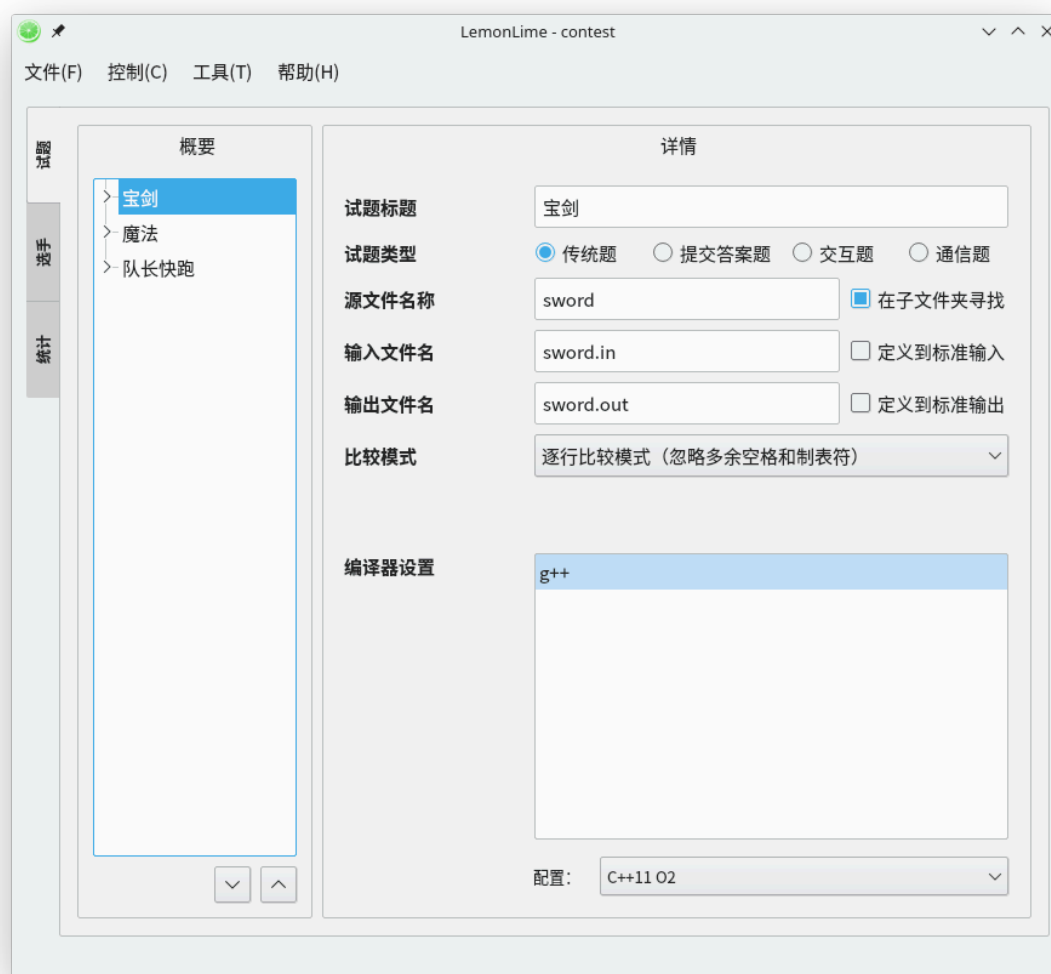 LemonLime - contest
文件(F) 控制(C) 工具(T) 帮助(H)
试题
选手
统计
概要
宝剑
魔法
队长快跑
详情
试题标题 宝剑
试题类型 传统题 提交答案题 交互题 通信题
源文件名称 sword 在子文件夹寻找
输入文件名 sword.in 定义到标准输入
输出文件名 sword.out 定义到标准输出
比较模式 逐行比较模式（忽略多余空格和制表符）
编译器设置 g++
配置： C++11 O2